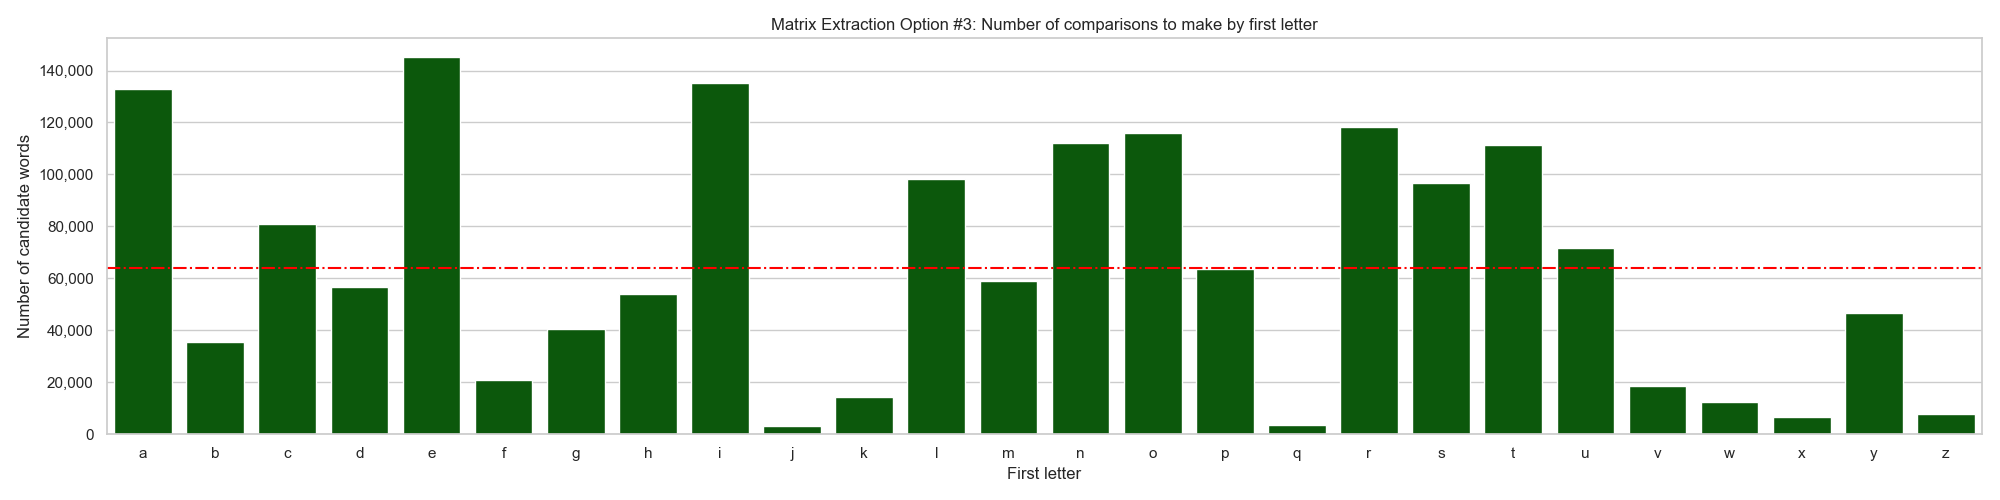 Matrix Extraction Option #3: Number of comparisons to make by first letter
Number of candidate words
140,000
120,000
100,000
80,000
60,000
40,000
20,000
0
a b c d e f g h i j k l m n o p q r s t u v w x y z
First letter